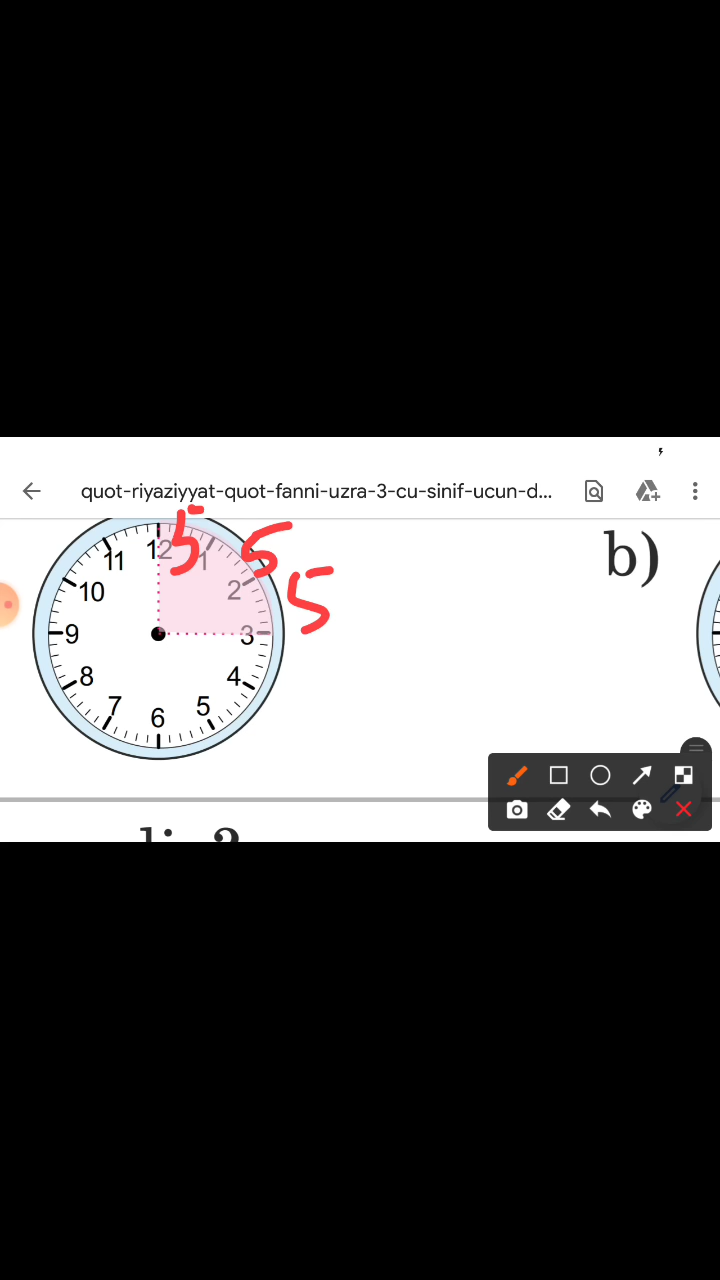 quot-riyaziyyat-quot-fanni-uzra-3-cu-sinif-ucun-d...
b)
5 5 5
12
11 1
10 2
9 3
8 4
7 5
6